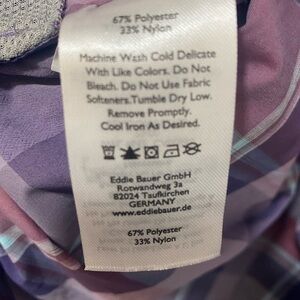 67% Polyester
33% Nylon
Machine Wash Cold Delicate
With Like Colors. Do Not
Bleach. Do Not Use Fabric
Softeners.Tumble Dry Low.
Remove Promptly.
Cool Iron As Desired.
Eddie Bauer GmbH
Rotwandweg 3a
82024 Taufkirchen
GERMANY
www.eddiebauer.de
67% Polyester
33% Nylon